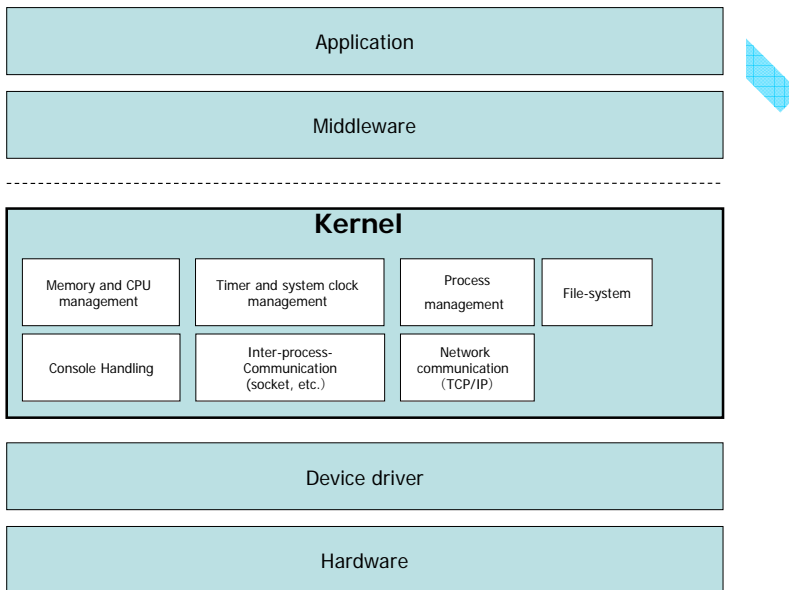 Application
Middleware
Kernel
Memory and CPU
management
Timer and system clock
management
Process
management
File-system
Console Handling
Inter-process-
Communication
(socket, etc.）
Network
communication
（TCP/IP）
Device driver
Hardware